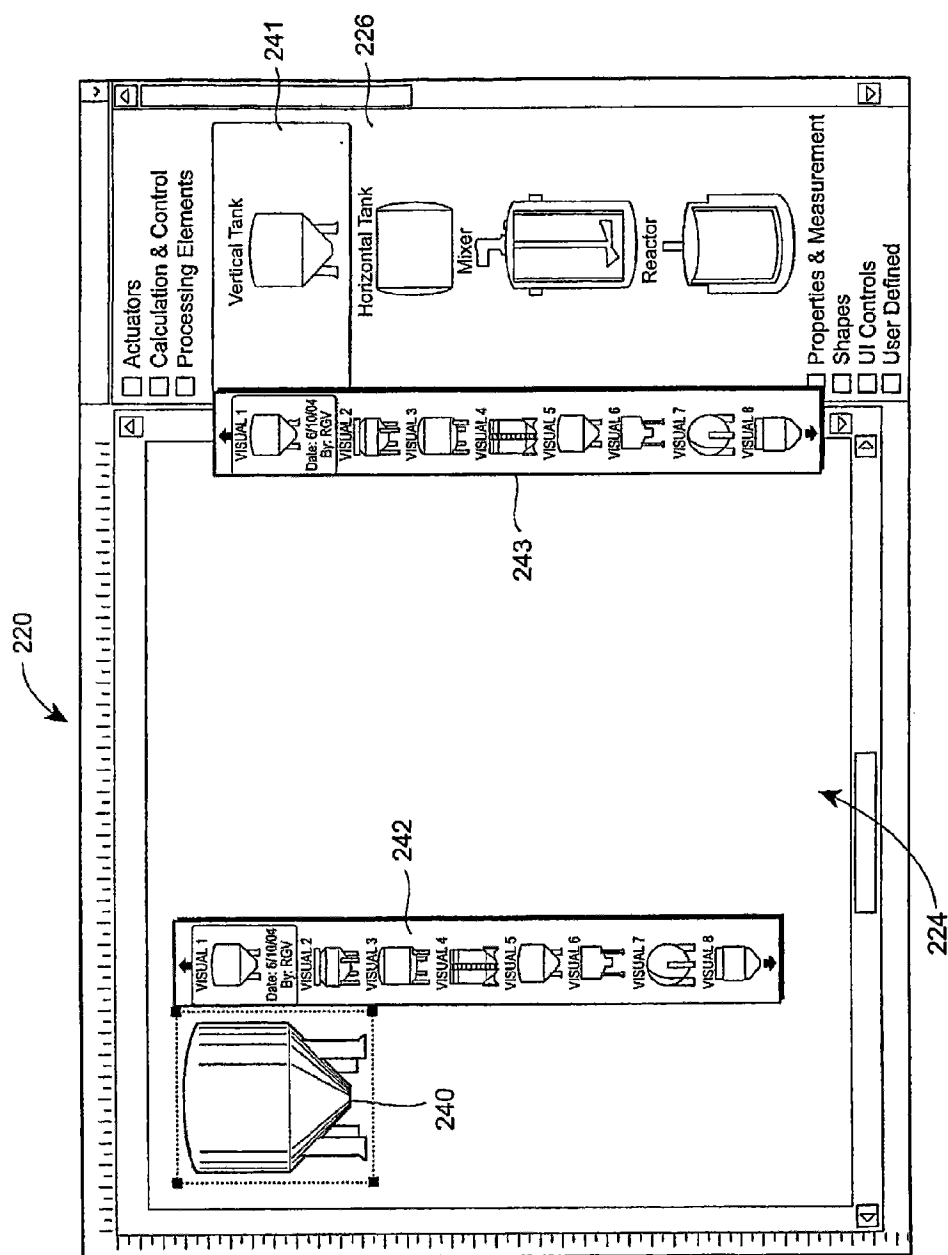 220
Actuators
Calculation & Control
Processing Elements
Vertical Tank
241
226
Horizontal Tank
Mixer
Reactor
Properties & Measurement
Shapes
UI Controls
User Defined
VISUAL 1
Date: 6/10/04
By: RGV
VISUAL 2
VISUAL 3
VISUAL 4
VISUAL 5
VISUAL 6
VISUAL 7
VISUAL 8
243
VISUAL 1
Date: 6/10/04
By: RGV
VISUAL 2
VISUAL 3
VISUAL 4
VISUAL 5
VISUAL 6
VISUAL 7
VISUAL 8
242
240
224